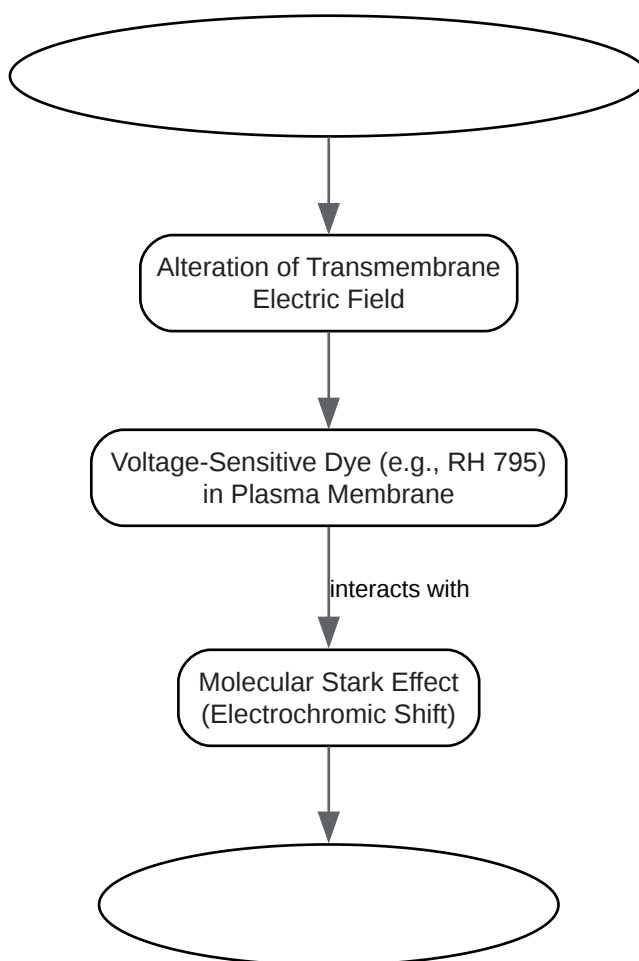 Alteration of Transmembrane
Electric Field
Voltage-Sensitive Dye (e.g., RH 795)
in Plasma Membrane
interacts with
Molecular Stark Effect
(Electrochromic Shift)